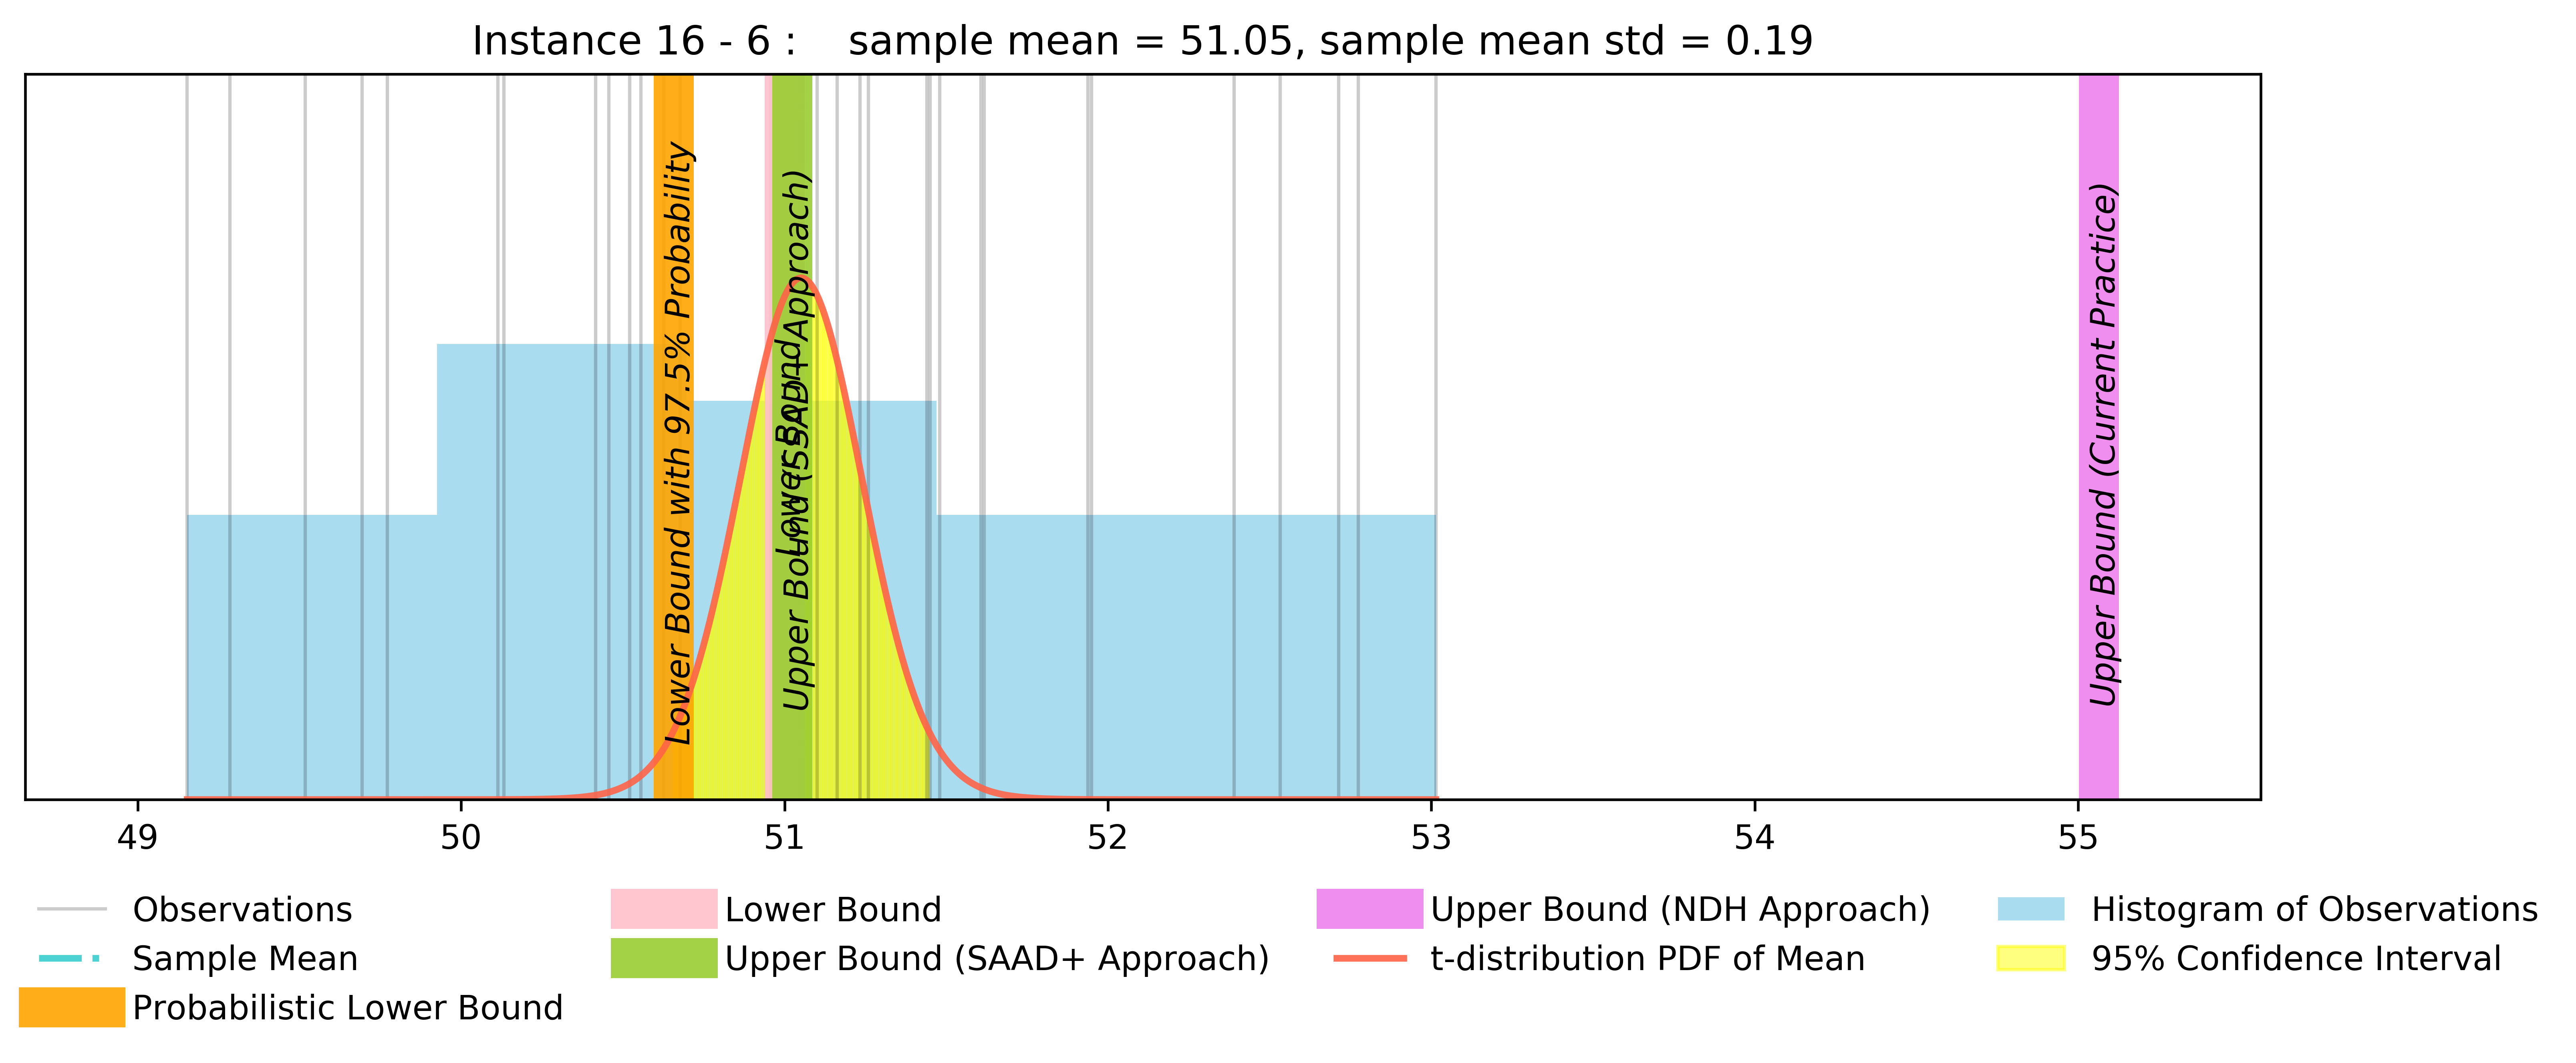 Instance 16 - 6 :    sample mean = 51.05, sample mean std = 0.19
Lower Bound with 97.5% Probability
Lower Bound
Upper Bound (SAAD+ Approach)
Upper Bound (Current Practice)
49 50 51 52 53 54 55
Observations
Sample Mean
Probabilistic Lower Bound
Lower Bound
Upper Bound (SAAD+ Approach)
Upper Bound (NDH Approach)
t-distribution PDF of Mean
Histogram of Observations
95% Confidence Interval